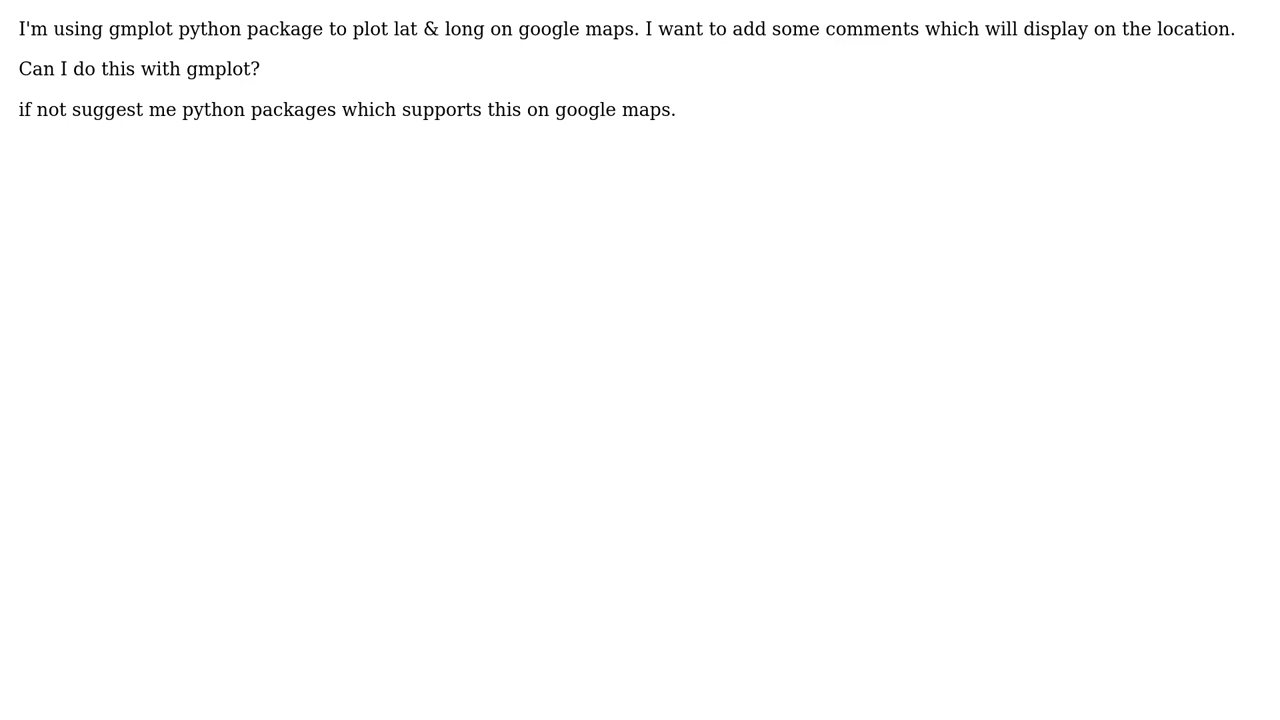 I'm using gmplot python package to plot lat & long on google maps. I want to add some comments which will display on the location.
Can I do this with gmplot?
if not suggest me python packages which supports this on google maps.